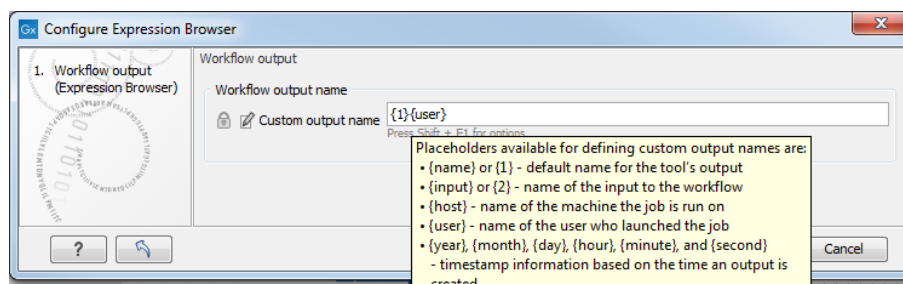 Gx Configure Expression Browser
X
1. Workflow output
(Expression Browser)
Workflow output
Workflow output name
Custom output name {1}{user}
Press Shift + F1 for options
Placeholders available for defining custom output names are:
• {name} or {1} - default name for the tool's output
• {input} or {2} - name of the input to the workflow
• {host} - name of the machine the job is run on
• {user} - name of the user who launched the job
• {year}, {month}, {day}, {hour}, {minute}, and {second}
- timestamp information based on the time an output is
created
? Cancel